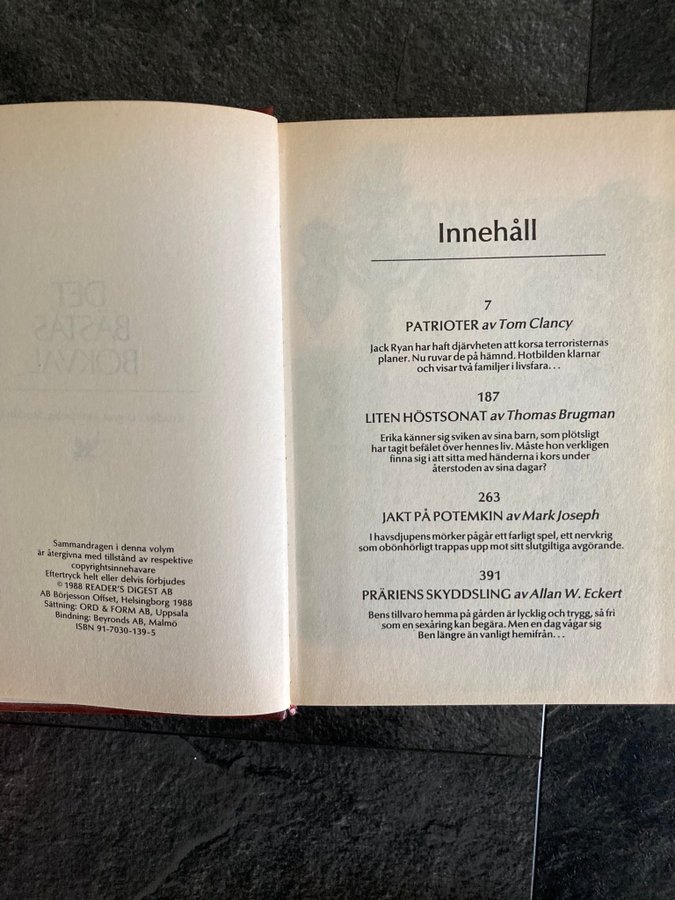 Sammandragen i denna volym
är återgivna med tillstånd av respektive
copyrightsinnehavare
Eftertryck helt eller delvis förbjudes
© 1988 READER'S DIGEST AB
AB Börjesson Offset, Helsingborg 1988
Sättning: ORD & FORM AB, Uppsala
Bindning: Beyronds AB, Malmö
ISBN 91-7030-139-5
DET
BÄSTAS
BOKVAL
Innehåll
7
PATRIOTER av Tom Clancy
Jack Ryan har haft djärvheten att korsa terroristernas
planer. Nu ruvar de på hämnd. Hotbilden klarnar
och visar två familjer i livsfara...
187
LITEN HÖSTSONAT av Thomas Brugman
Erika känner sig sviken av sina barn, som plötsligt
har tagit befälet över hennes liv. Måste hon verkligen
finna sig i att sitta med händerna i kors under
återstoden av sina dagar?
263
JAKT PÅ POTEMKIN av Mark Joseph
I havsdjupens mörker pågår ett farligt spel, ett nervkrig
som obönhörligt trappas upp mot sitt slutgiltiga avgörande.
391
PRÄRIENS SKYDDSLING av Allan W. Eckert
Bens tillvaro hemma på gården är lycklig och trygg, så fri
som en sexåring kan begära. Men en dag vågar sig
Ben längre än vanligt hemifrån...